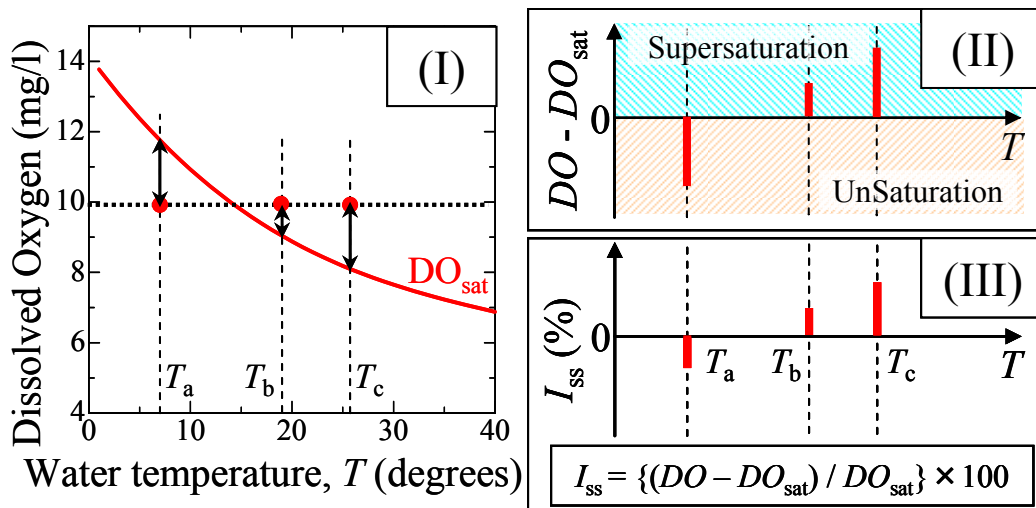 (I)
Dissolved Oxygen (mg/l)
14
12
10
8
6
4
DOsat
Ta
Tb
Tc
0
10
20
30
40
Water temperature, T (degrees)
(II)
Supersaturation
DO - DOsat
0
T
UnSaturation
(III)
Iss (%)
0
Ta
Tb
Tc
T
Iss = {(DO – DOsat) / DOsat} × 100